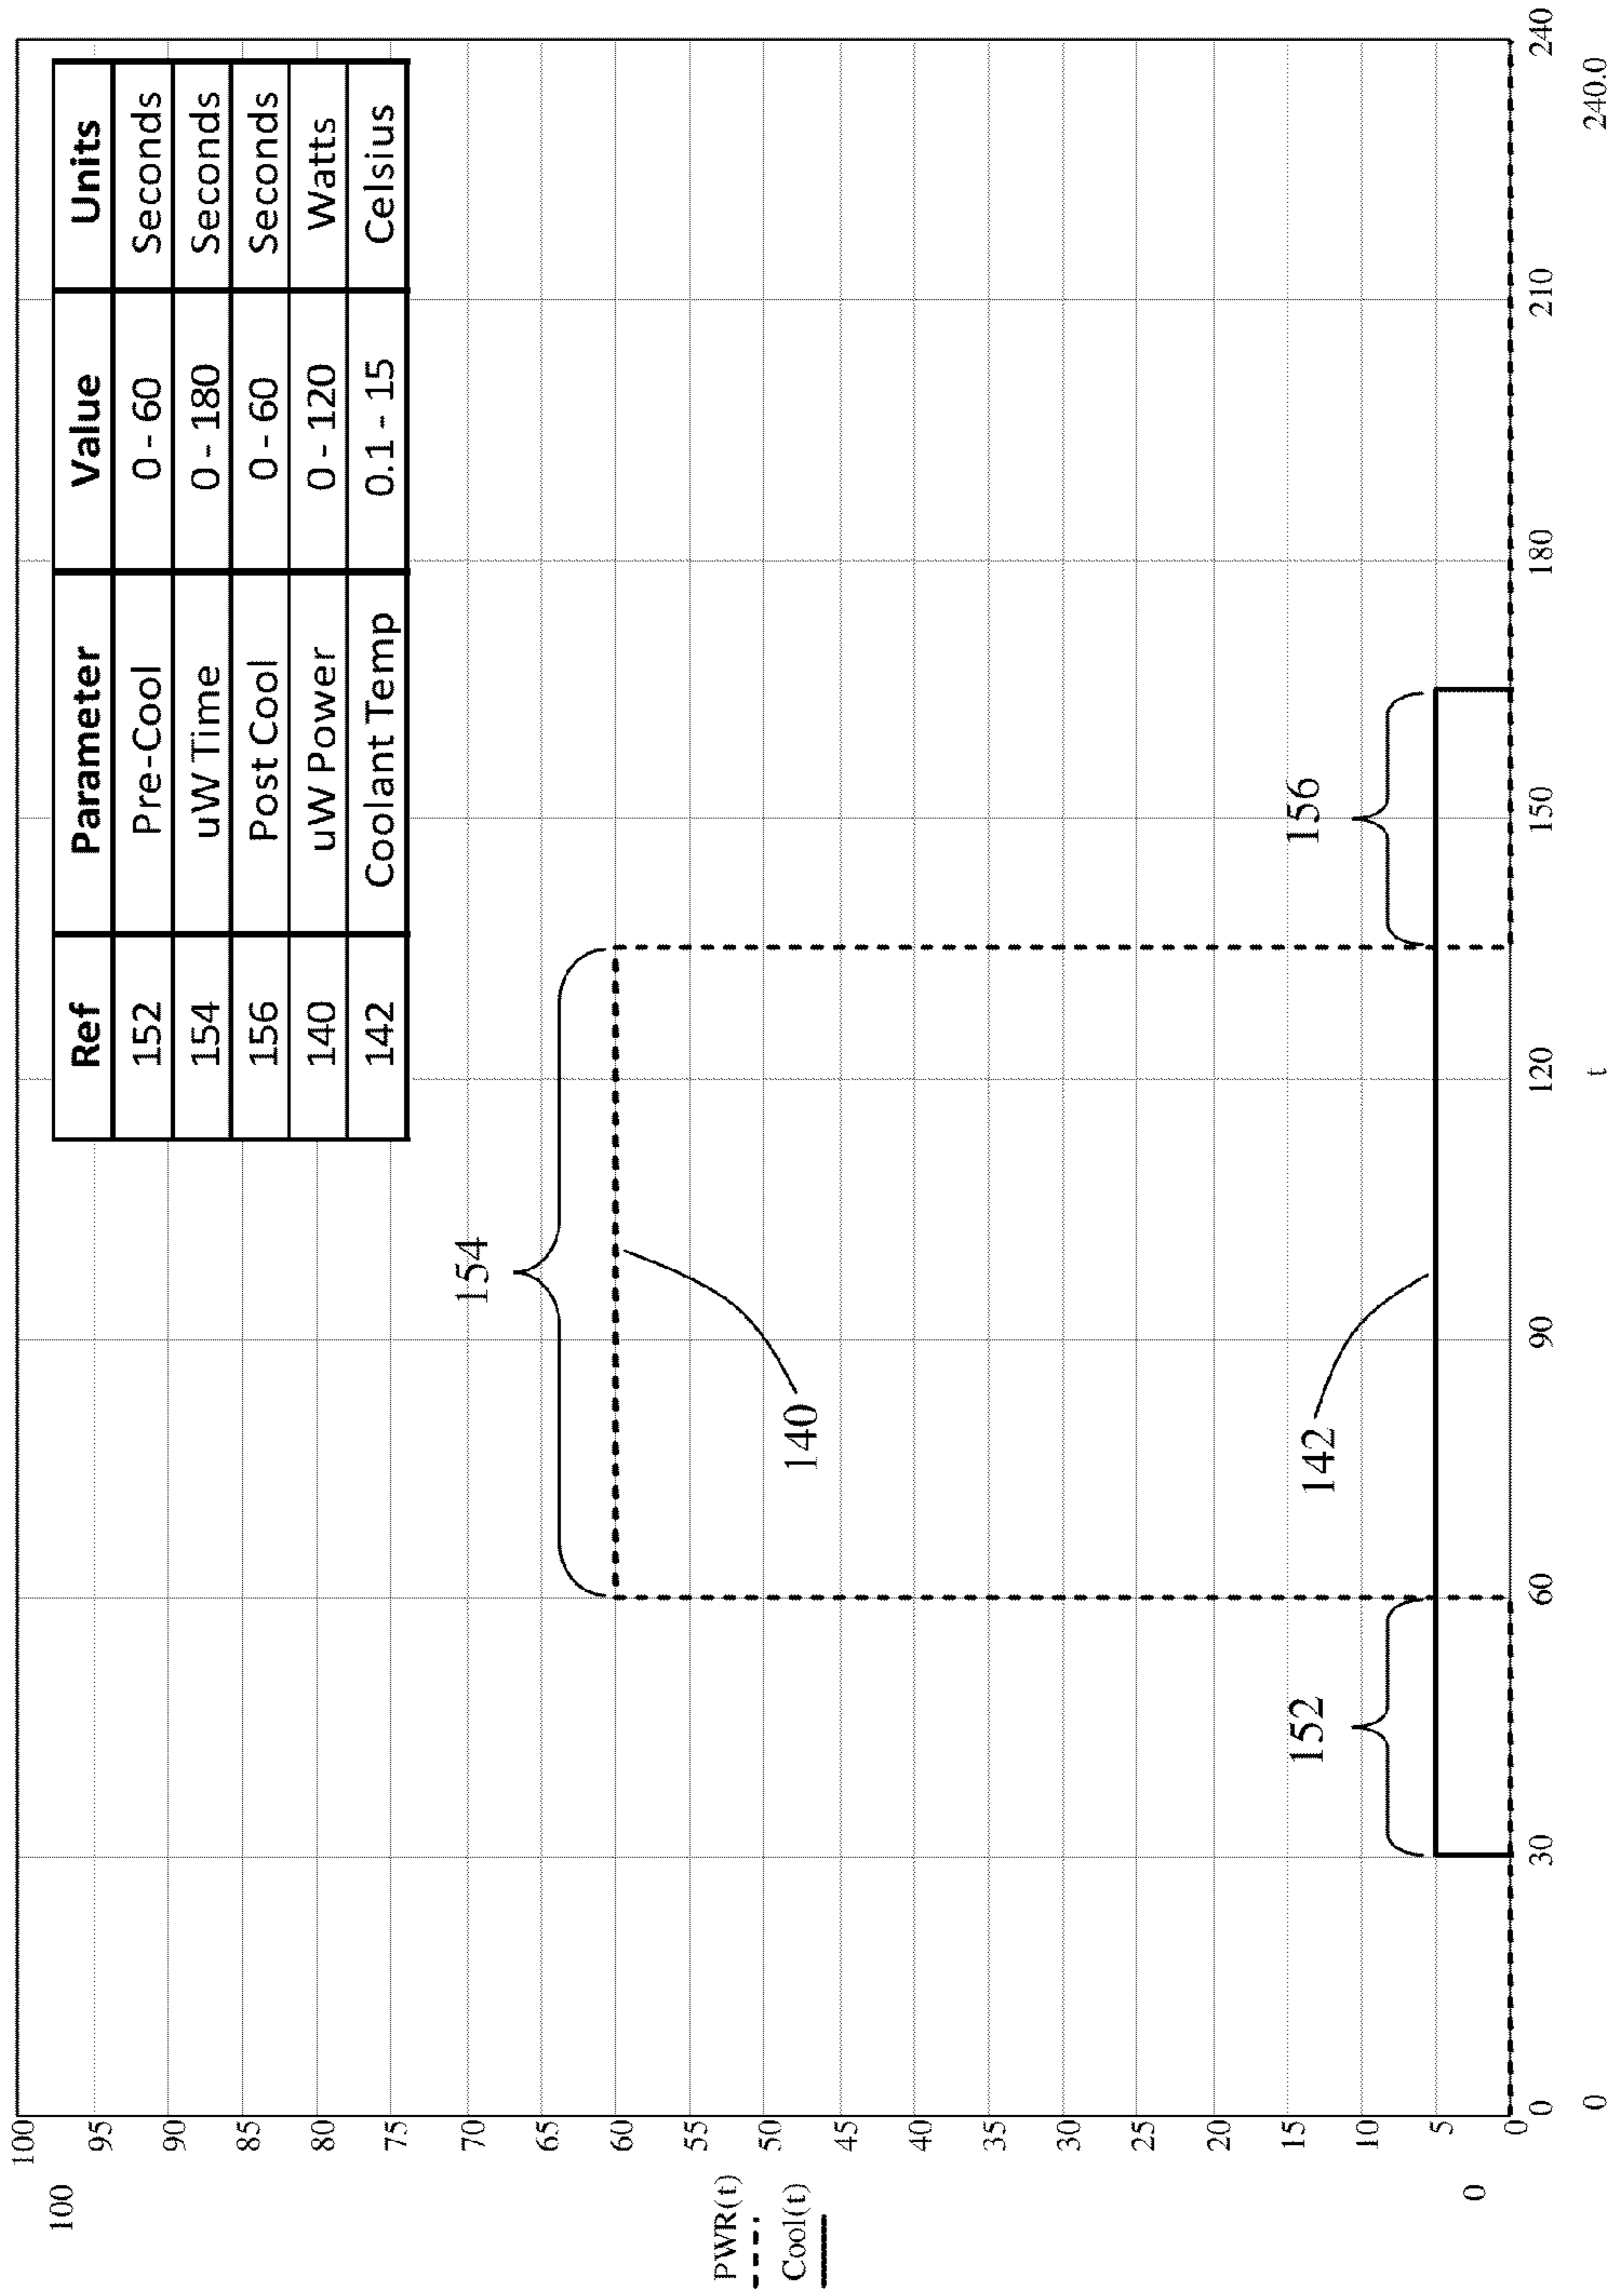 100
100
95
90
85
80
75
70
65
60
55
50
45
40
35
30
25
20
15
10
5
0
0
PWR(t)
Cool(t)
Ref Parameter Value Units
152 Pre-Cool 0 - 60 Seconds
154 uW Time 0 - 180 Seconds
156 Post Cool 0 - 60 Seconds
140 uW Power 0 - 120 Watts
142 Coolant Temp 0.1 - 15 Celsius
154
140
152
142
156
0 30 60 90 120 150 180 210 240
0 t 240.0